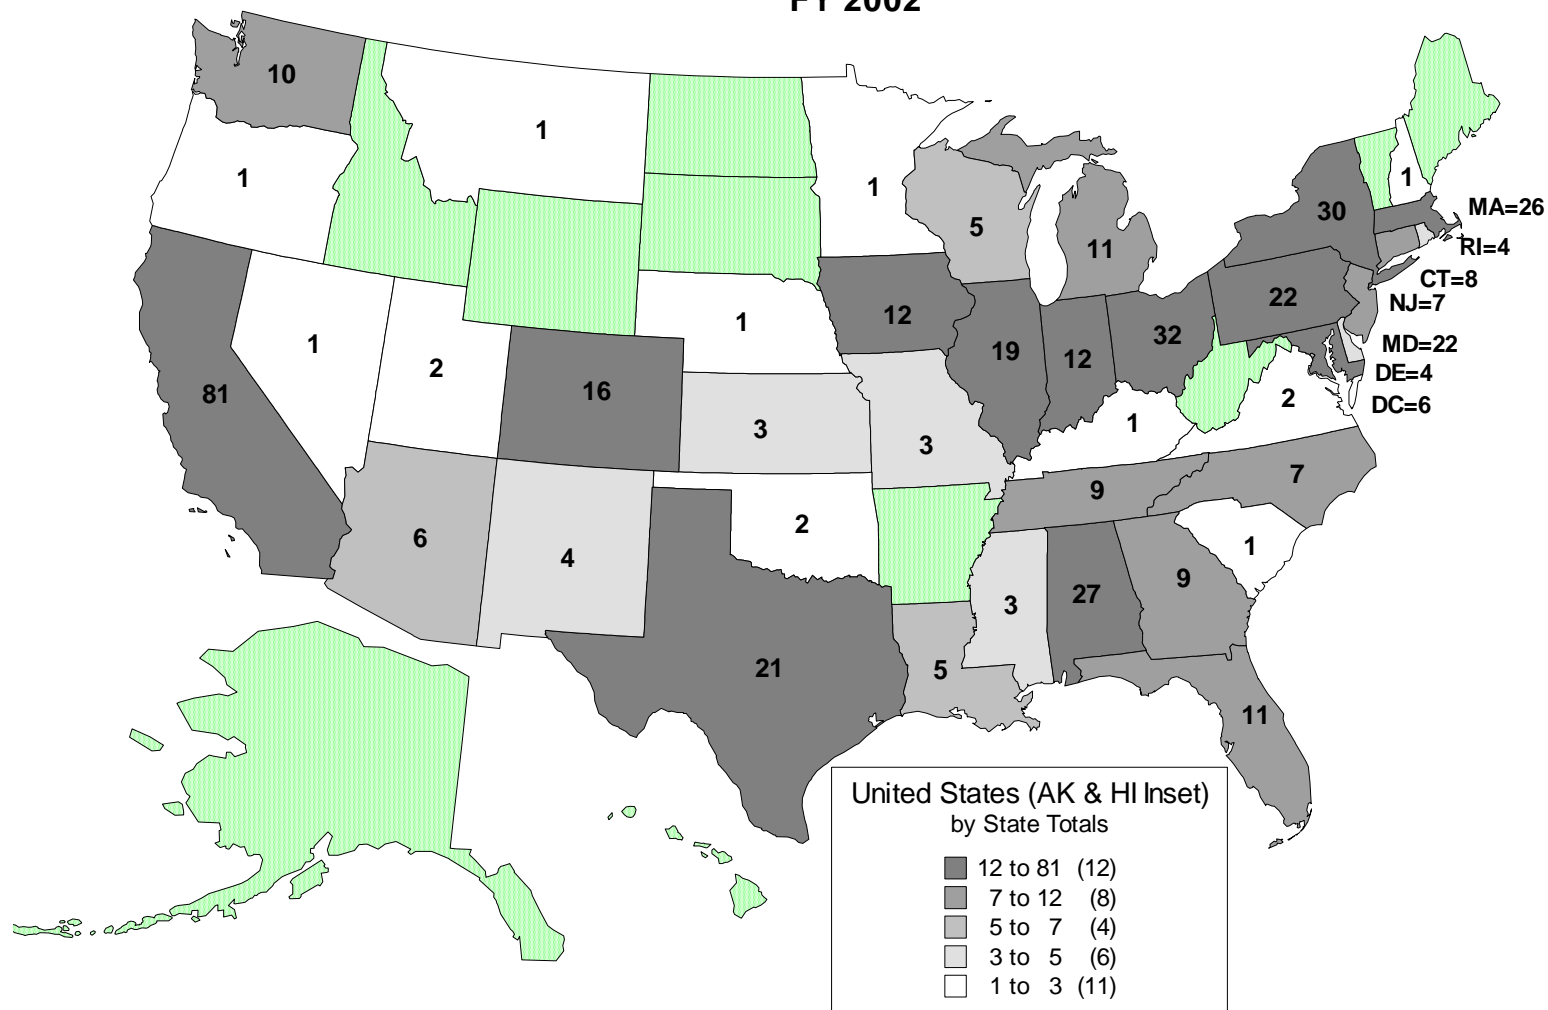 FY 2002
10
1
1
1
5
11
30
1
MA=26
RI=4
CT=8
NJ=7
MD=22
DE=4
DC=6
81
1
2
16
1
12
19
12
32
22
3
3
1
2
6
4
2
9
7
21
5
3
27
9
1
11
United States (AK & HI Inset)
by State Totals
12 to 81 (12)
7 to 12 (8)
5 to 7 (4)
3 to 5 (6)
1 to 3 (11)